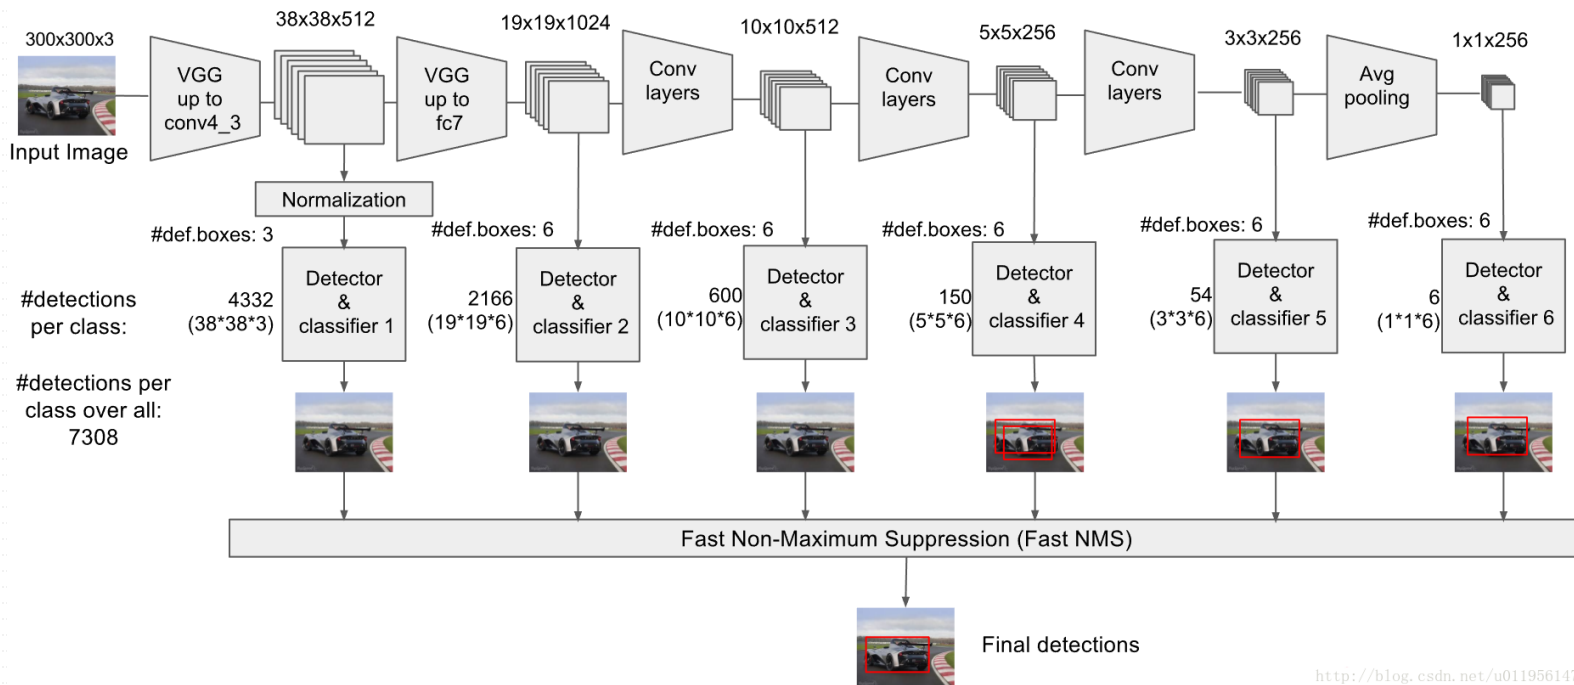 300x300x3
38x38x512
19x19x1024
10x10x512
5x5x256
3x3x256
1x1x256
Input Image
VGG
up to
conv4_3
VGG
up to
fc7
Conv
layers
Conv
layers
Conv
layers
Avg
pooling
Normalization
#def.boxes: 3
#def.boxes: 6
#def.boxes: 6
#def.boxes: 6
#def.boxes: 6
#def.boxes: 6
#detections
per class:
4332
(38*38*3)
Detector
&
classifier 1
2166
(19*19*6)
Detector
&
classifier 2
600
(10*10*6)
Detector
&
classifier 3
150
(5*5*6)
Detector
&
classifier 4
54
(3*3*6)
Detector
&
classifier 5
6
(1*1*6)
Detector
&
classifier 6
#detections per
class over all:
7308
Fast Non-Maximum Suppression (Fast NMS)
Final detections
http://blog.csdn.net/u011956147